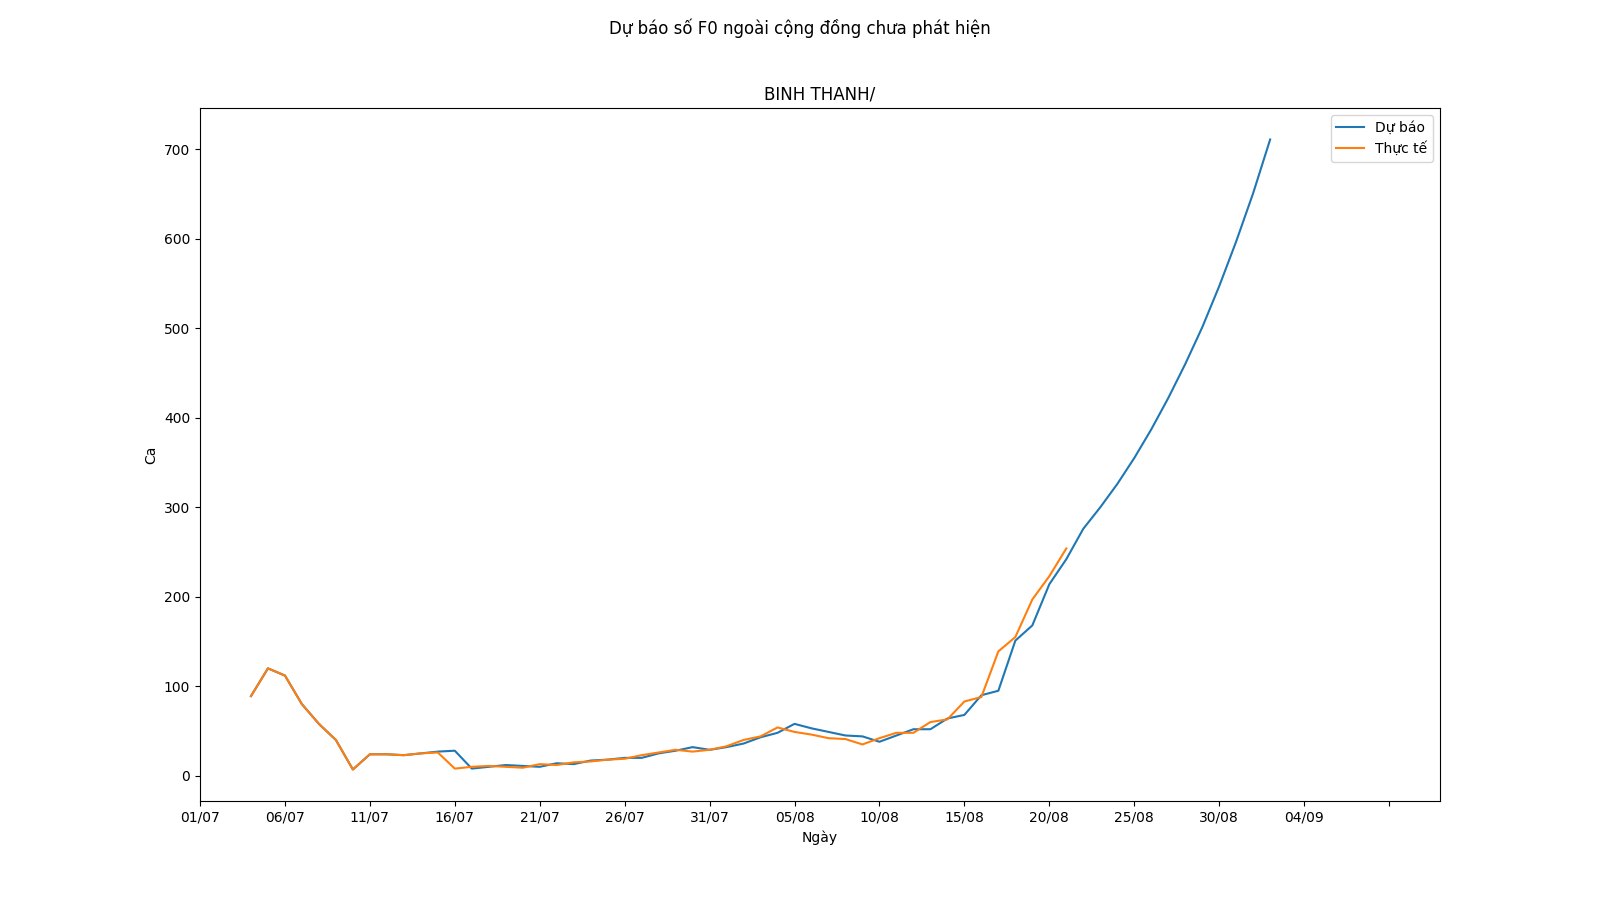 Dự báo số F0 ngoài cộng đồng chưa phát hiện
BINH THANH/
Dự báo
Thực tế
700
600
500
400
300
200
100
0
Ca
01/07 06/07 11/07 16/07 21/07 26/07 31/07 05/08 10/08 15/08 20/08 25/08 30/08 04/09
Ngày